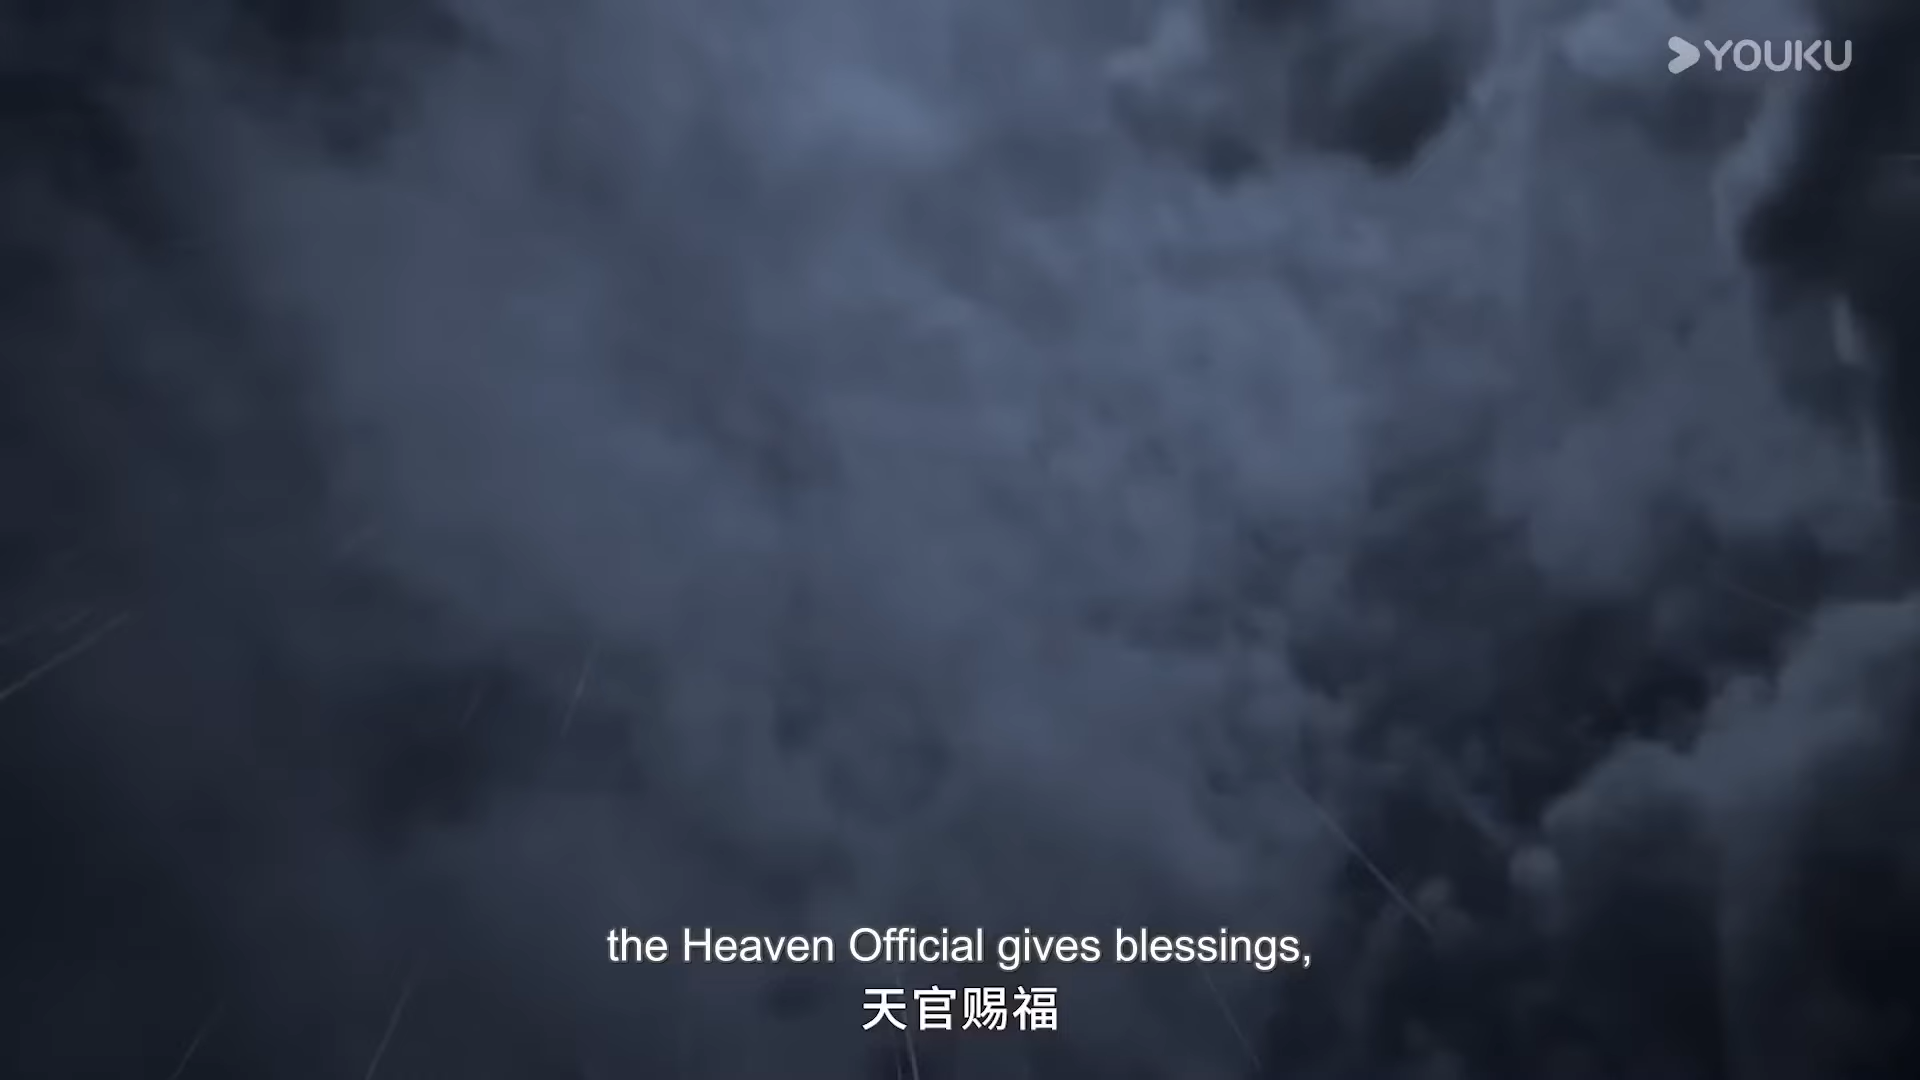 YOUKU
the Heaven Official gives blessings,
天官赐福